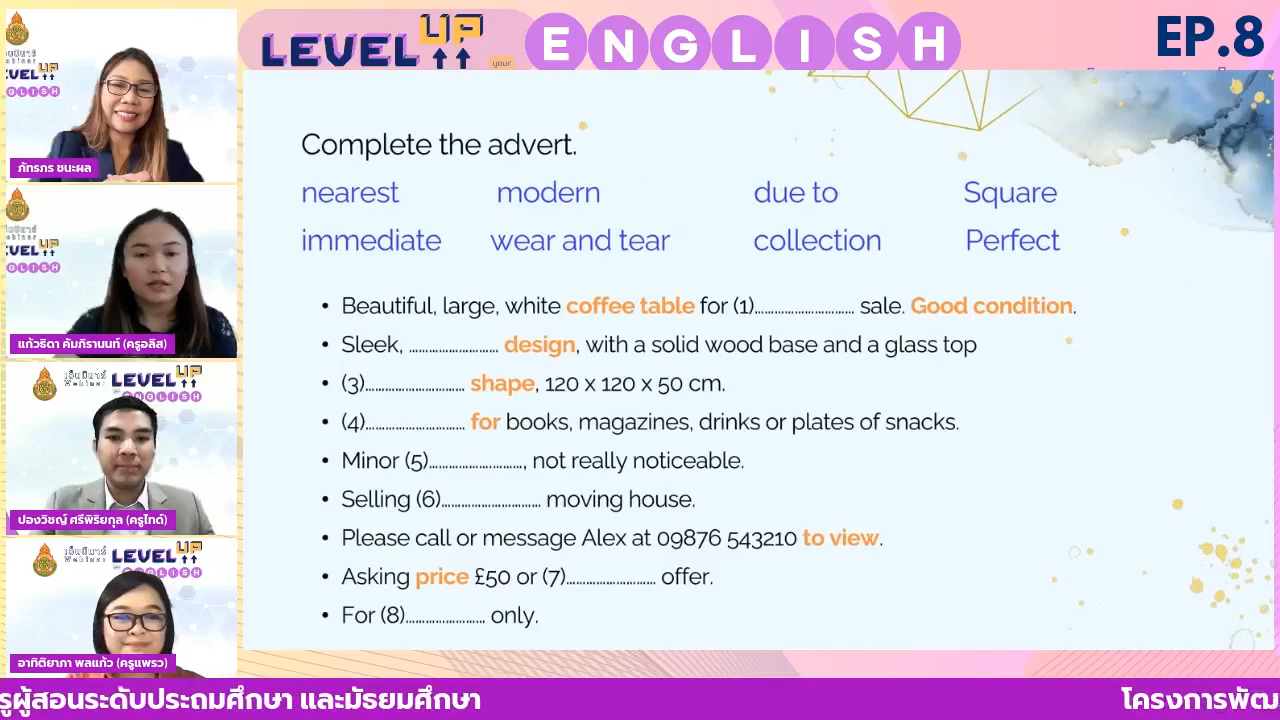 LEVEL UP your ENGLISH
EP.8
Complete the advert.
nearest modern due to Square
immediate wear and tear collection Perfect
• Beautiful, large, white coffee table for (1)............................ sale. Good condition.
• Sleek, ......................... design, with a solid wood base and a glass top
• (3)............................ shape, 120 x 120 x 50 cm.
• (4)............................ for books, magazines, drinks or plates of snacks.
• Minor (5)..........................., not really noticeable.
• Selling (6)............................ moving house.
• Please call or message Alex at 09876 543210 to view.
• Asking price £50 or (7)......................... offer.
• For (8)....................... only.
ภัทรภร ชนะผล
แก้วธิดา คัมภิรานนท์ (ครูอลิส)
LEVEL UP
ENGLISH
ปองวิชญ์ ศรีพิริยกุล (ครูไทด์)
LEVEL UP
ENGLISH
อาทิติยาภา พลแก้ว (ครูแพรว)
รูผู้สอนระดับประถมศึกษา และมัธยมศึกษา
โครงการพัฒ